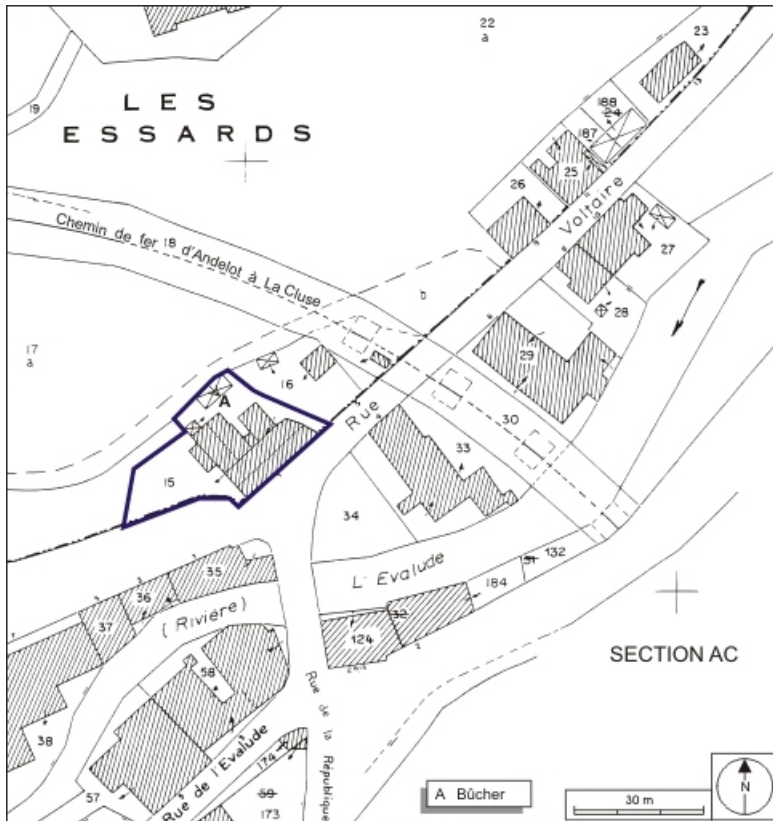 22
a
23
19
LES
ESSARDS
188
24
187
25
26
Voltaire
Chemin de fer 18 d'Andelot à La Cluse
27
b
28
17
a
29
16
A
30
Rue
33
15
34
132
31
L'Evalude
184
35
36
37
(Rivière)
32
124
SECTION AC
58
38
Rue de la République
Rue de l'Evalude
174
59
173
57
A Bûcher
30 m
N